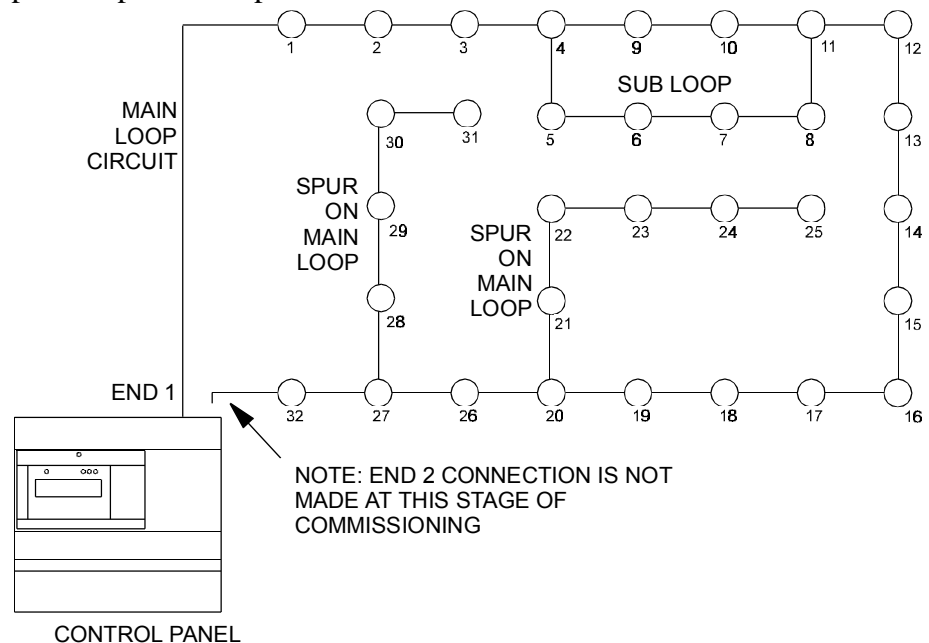 1 2 3 4 9 10 11 12
SUB LOOP
MAIN
LOOP
CIRCUIT
30 31 5 6 7 8 13
SPUR
ON
MAIN
LOOP
29
SPUR
ON
MAIN
LOOP
22 23 24 25 14
28 21 15
END 1
32 27 26 20 19 18 17 16
NOTE: END 2 CONNECTION IS NOT
MADE AT THIS STAGE OF
COMMISSIONING
CONTROL PANEL